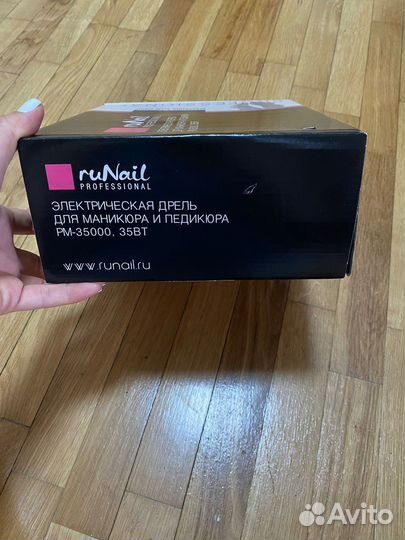 ruNail
PROFESSIONAL
ЭЛЕКТРИЧЕСКАЯ ДРЕЛЬ
ДЛЯ МАНИКЮРА И ПЕДИКЮРА
PM-35000, 35ВТ
www.runail.ru
Avito